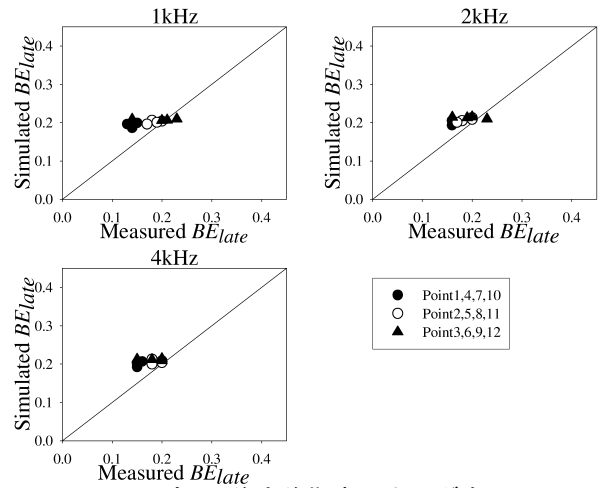 1kHz
2kHz
Simulated BElate
0.4
0.3
0.2
0.1
0.0
0.0 0.1 0.2 0.3 0.4
Measured BElate
Simulated BElate
0.4
0.3
0.2
0.1
0.0
0.0 0.1 0.2 0.3 0.4
Measured BElate
4kHz
Simulated BElate
0.4
0.3
0.2
0.1
0.0
0.0 0.1 0.2 0.3 0.4
Measured BElate
Point1,4,7,10
Point2,5,8,11
Point3,6,9,12